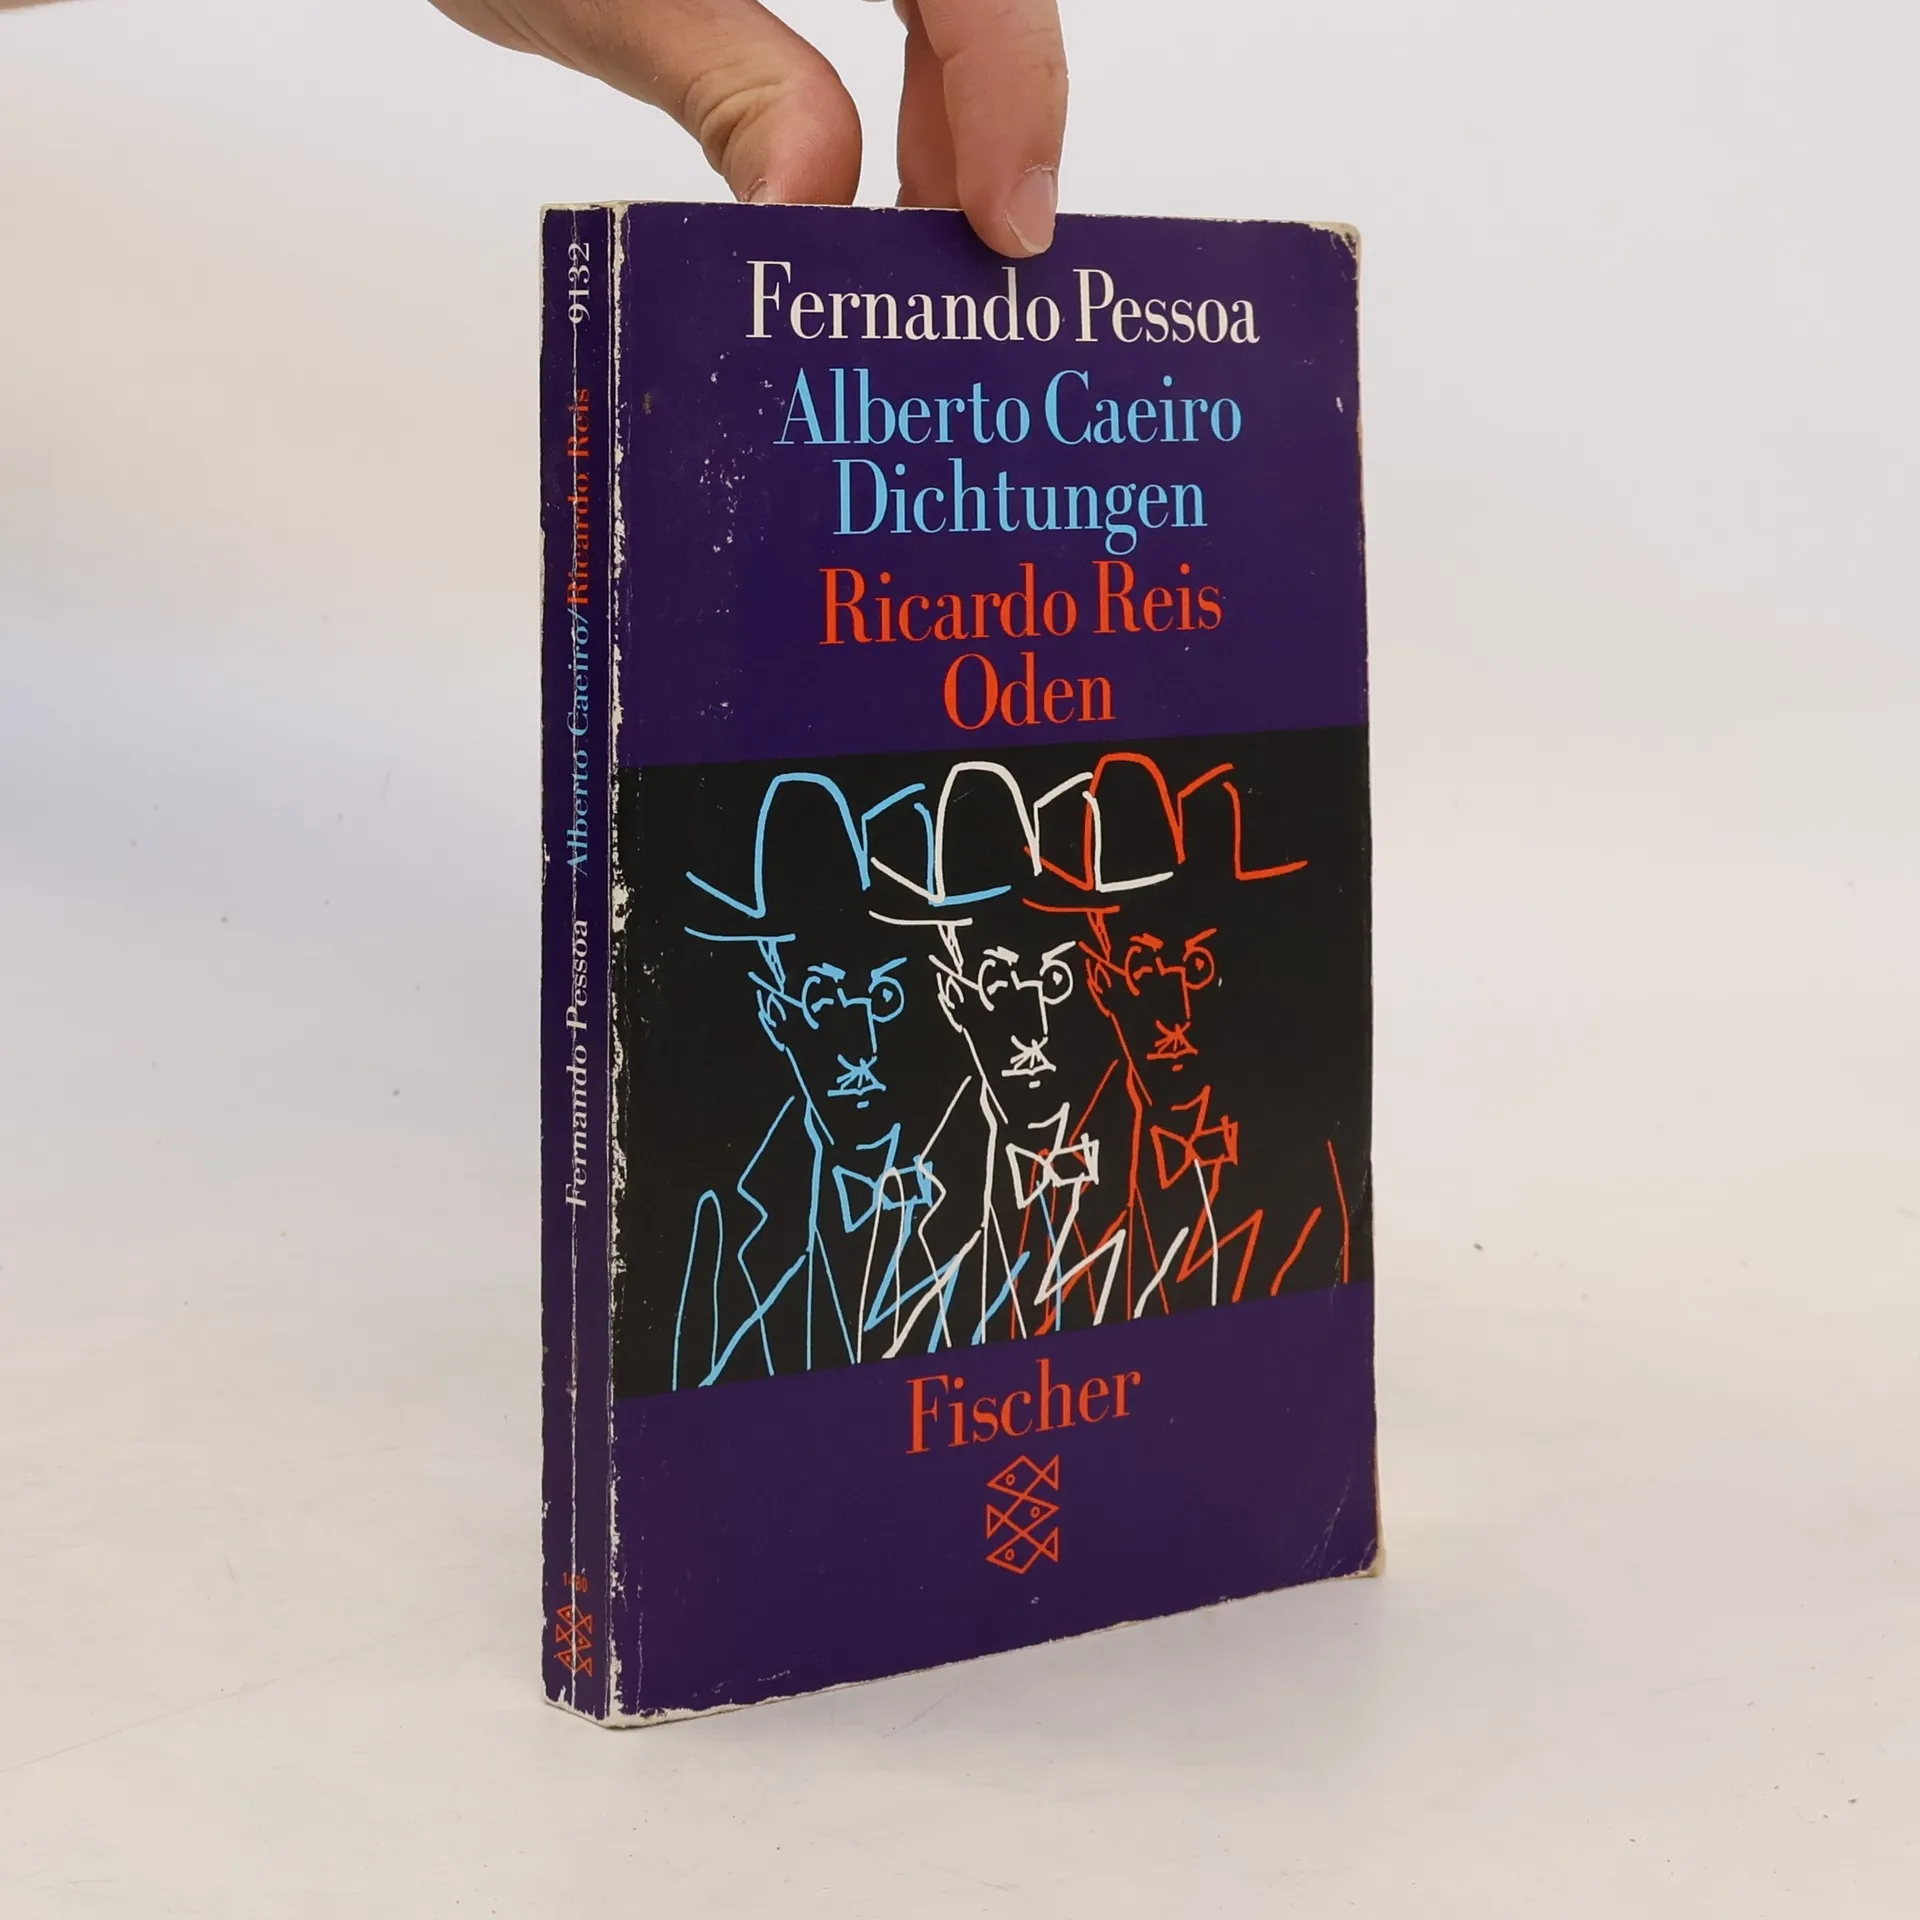 Fernando Pessoa
Alberto Caeiro
Dichtungen
Ricardo Reis
Oden
Fischer
Fernando Pessoa Alberto Caeiro/Ricardo Reis 9132